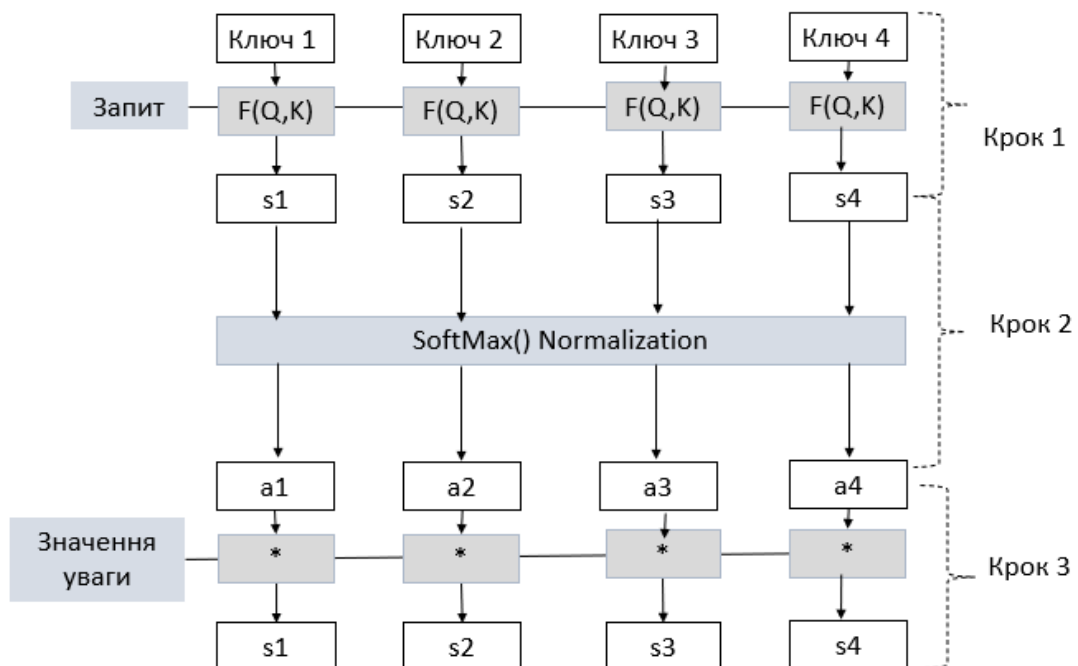 Ключ 1
Ключ 2
Ключ 3
Ключ 4
Запит
F(Q,K)
F(Q,K)
F(Q,K)
F(Q,K)
Крок 1
s1
s2
s3
s4
SoftMax() Normalization
Крок 2
a1
a2
a3
a4
Значення
уваги
*
*
*
*
Крок 3
s1
s2
s3
s4